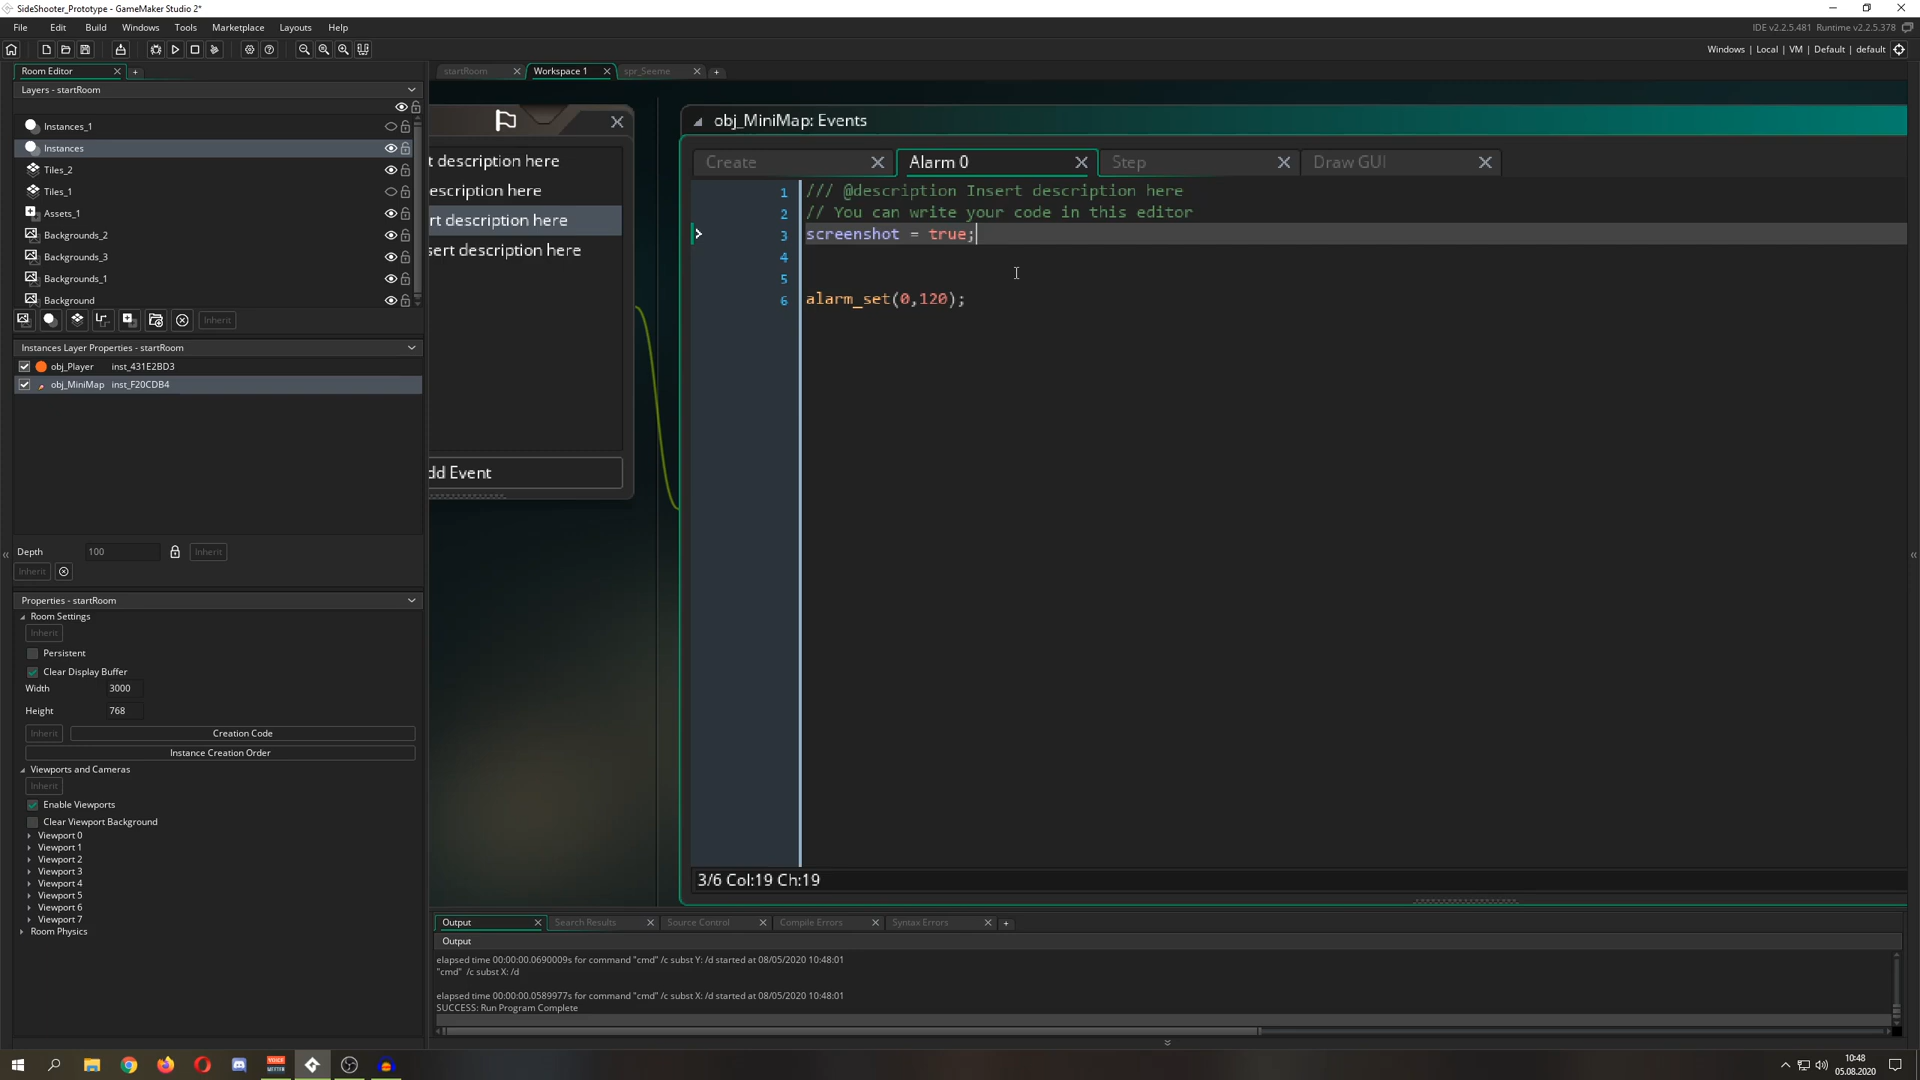 SideShooter_Prototype - GameMaker Studio 2*
File Edit Build Windows Tools Marketplace Layouts Help
IDE v2.2.5.481 Runtime v2.2.5.378
Windows | Local | VM | Default | default
Room Editor
startRoom Workspace 1 spr_Seeme
Layers - startRoom
Instances_1
Instances
Tiles_2
Tiles_1
Assets_1
Backgrounds_2
Backgrounds_3
Backgrounds_1
Background
Inherit
Instances Layer Properties - startRoom
obj_Player inst_431E2BD3
obj_MiniMap inst_F20CDB4
Depth 100 Inherit
Inherit
Properties - startRoom
Room Settings
Inherit
Persistent
Clear Display Buffer
Width 3000
Height 768
Inherit Creation Code
Instance Creation Order
Viewports and Cameras
Inherit
Enable Viewports
Clear Viewport Background
Viewport 0
Viewport 1
Viewport 2
Viewport 3
Viewport 4
Viewport 5
Viewport 6
Viewport 7
Room Physics
t description here
escription here
rt description here
sert description here
dd Event
obj_MiniMap: Events
Create Alarm 0 Step Draw GUI
1 /// @description Insert description here
2 // You can write your code in this editor
3 screenshot = true;
4
5
6 alarm_set(0,120);
3/6 Col:19 Ch:19
Output Search Results Source Control Compile Errors Syntax Errors
Output
elapsed time 00:00:00.0690009s for command "cmd" /c subst Y: /d started at 08/05/2020 10:48:01
"cmd" /c subst X: /d
elapsed time 00:00:00.0589977s for command "cmd" /c subst X: /d started at 08/05/2020 10:48:01
SUCCESS: Run Program Complete
10:48
05.08.2020